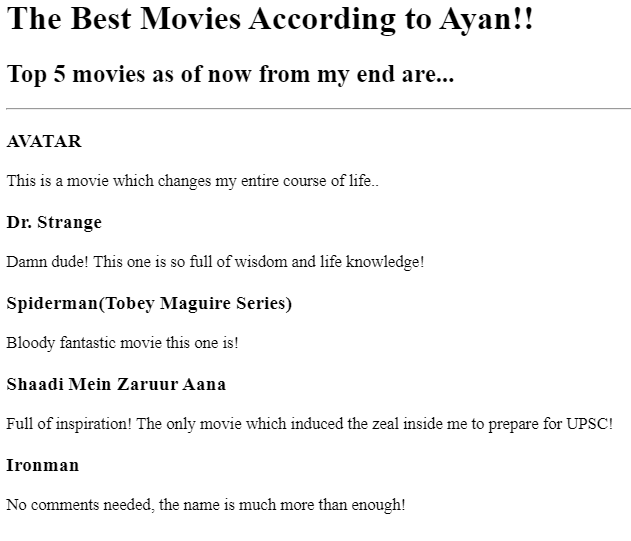 The Best Movies According to Ayan!!
Top 5 movies as of now from my end are...
AVATAR
This is a movie which changes my entire course of life..
Dr. Strange
Damn dude! This one is so full of wisdom and life knowledge!
Spiderman(Tobey Maguire Series)
Bloody fantastic movie this one is!
Shaadi Mein Zaruur Aana
Full of inspiration! The only movie which induced the zeal inside me to prepare for UPSC!
Ironman
No comments needed, the name is much more than enough!